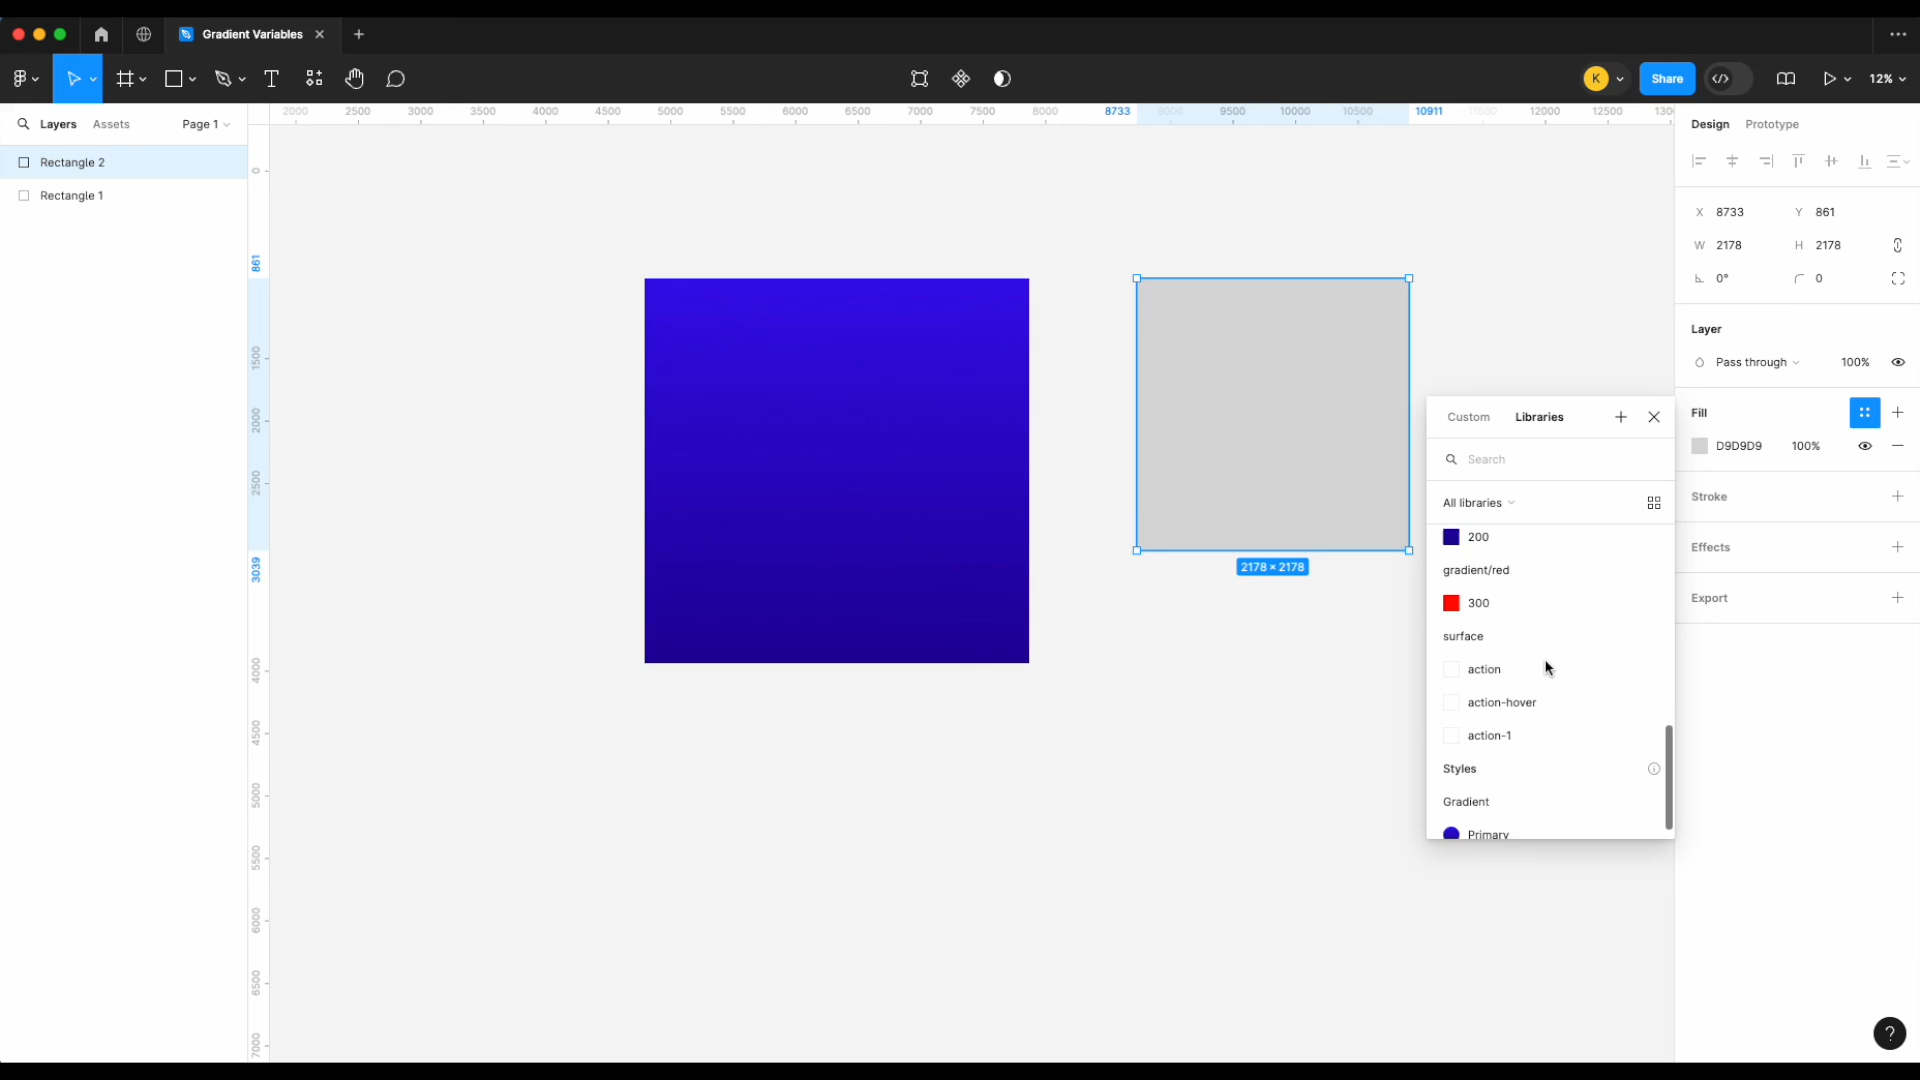 Gradient Variables
K
Share
12%
Layers Assets Page 1
2000 2500 3000 3500 4000 4500 5000 5500 6000 6500 7000 7500 8000 8733 9000 9500 10000 10500 10911 11500 12000 12500 130
Design Prototype
Rectangle 2
Rectangle 1
0
861
1500
2000
2500
3039
4000
4500
5000
5500
6000
6500
7000
2178 × 2178
X 8733 Y 861
W 2178 H 2178
0° 0
Layer
Pass through 100%
Fill
D9D9D9 100%
Stroke
Effects
Export
Custom Libraries
Search
All libraries
200
gradient/red
300
surface
action
action-hover
action-1
Styles
Gradient
Primary
?